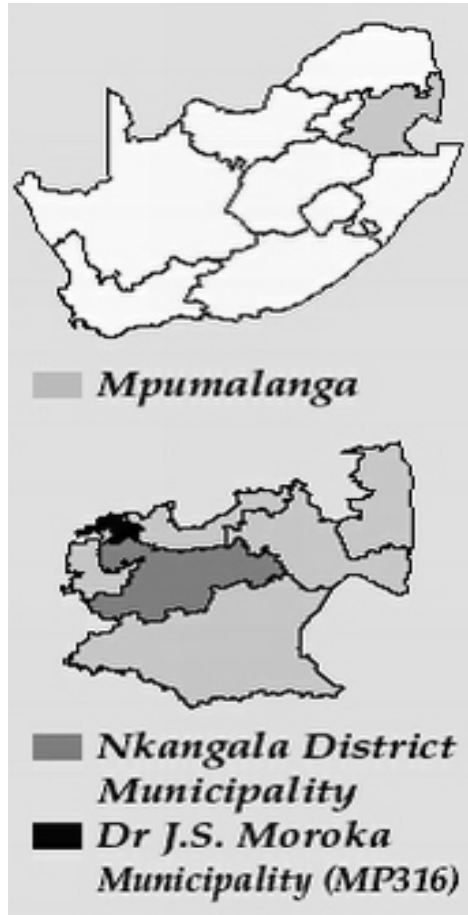 Mpumalanga
Nkangala District
Municipality
Dr J.S. Moroka
Municipality (MP316)